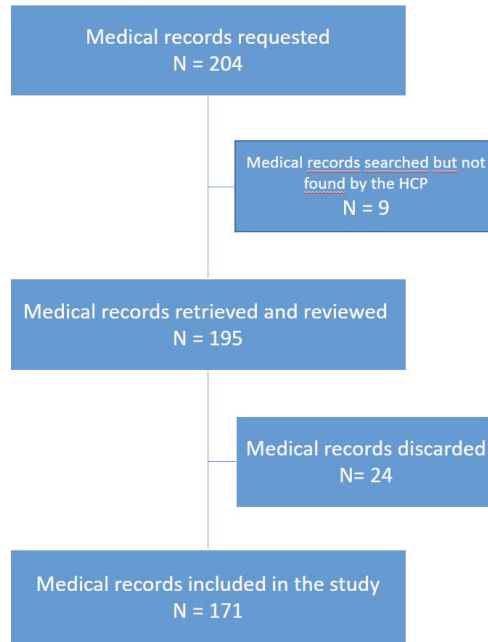 Medical records requested
N = 204
Medical records searched but not
found by the HCP
N = 9
Medical records retrieved and reviewed
N = 195
Medical records discarded
N= 24
Medical records included in the study
N = 171